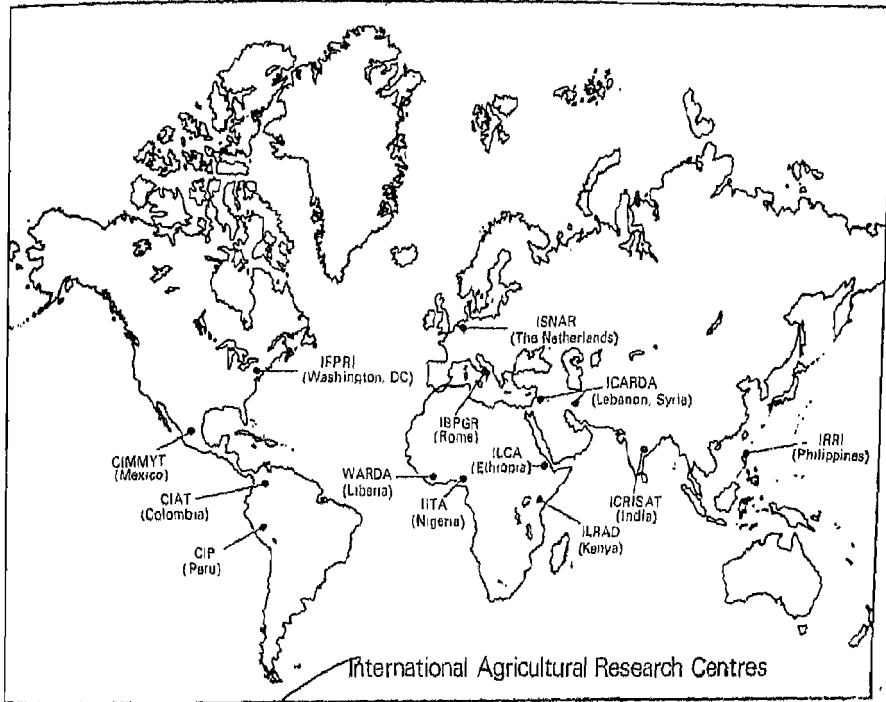 ISNAR
(The Netherlands)
IFPRI
(Washington, DC)
ICARDA
(Lebanon, Syria)
IBPGR
(Rome)
CIMMYT
(Mexico)
IRRI
(Philippines)
ILCA
(Ethiopia)
WARDA
(Liberia)
CIAT
(Colombia)
IITA
(Nigeria)
ICRISAT
(India)
ILRAD
(Kenya)
CIP
(Peru)
International Agricultural Research Centres